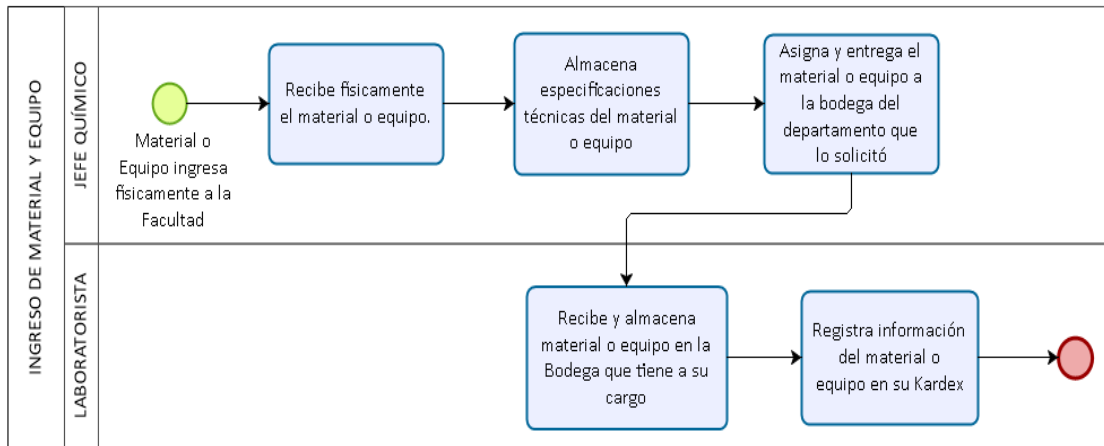 INGRESO DE MATERIAL Y EQUIPO
JEFE QUÍMICO
Material o
Equipo ingresa
físicamente a la
Facultad
Recibe físicamente
el material o equipo.
Almacena
especificaciones
técnicas del material
o equipo
Asigna y entrega el
material o equipo a
la bodega del
departamento que
lo solicitó
LABORATORISTA
Recibe y almacena
material o equipo en la
Bodega que tiene a su
cargo
Registra información
del material o
equipo en su Kardex